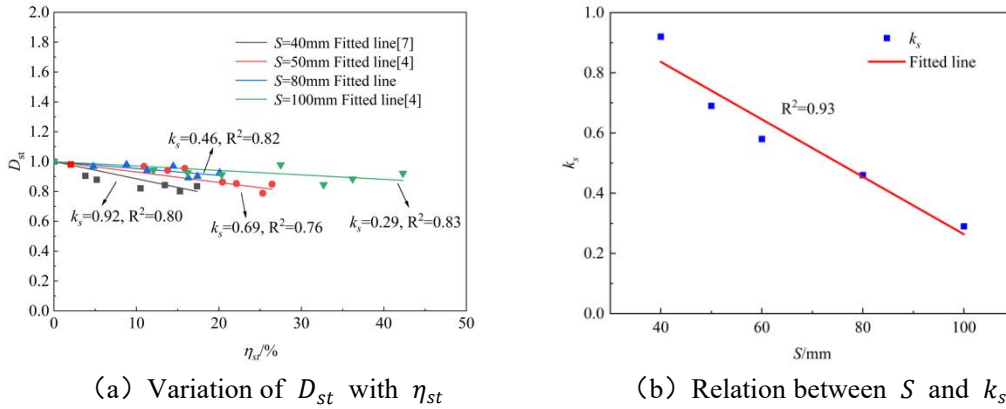 2.0
1.8
1.6
1.4
1.2
1.0
0.8
0.6
0.4
0.2
0.0
D_st
S=40mm Fitted line[7]
S=50mm Fitted line[4]
S=80mm Fitted line
S=100mm Fitted line[4]
k_s=0.46, R²=0.82
k_s=0.92, R²=0.80
k_s=0.69, R²=0.76
k_s=0.29, R²=0.83
0 10 20 30 40 50
η_st/%
(a) Variation of D_st with η_st
1.0
0.8
0.6
0.4
0.2
0.0
k_s
k_s
Fitted line
R²=0.93
40 60 80 100
S/mm
(b) Relation between S and k_s